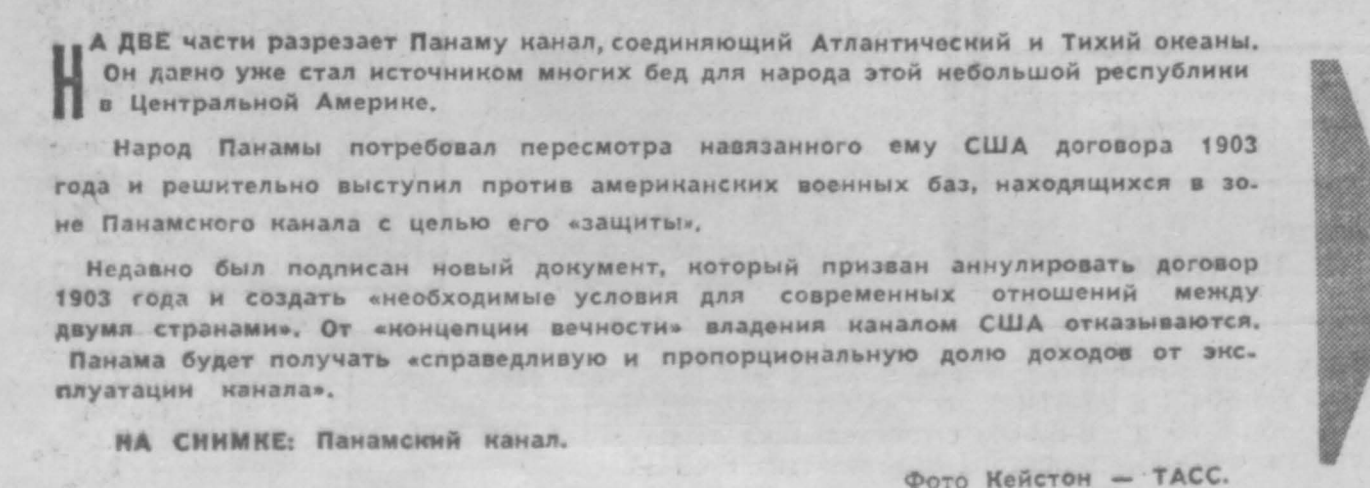 НА ДВЕ части разрезает Панаму канал, соединяющий Атлантический и Тихий океаны.
Он давно уже стал источником многих бед для народа этой небольшой республики
в Центральной Америке.
Народ Панамы потребовал пересмотра навязанного ему США договора 1903
года и решительно выступил против американских военных баз, находящихся в зо-
не Панамского канала с целью его «защиты».
Недавно был подписан новый документ, который призван аннулировать договор
1903 года и создать «необходимые условия для современных отношений между
двумя странами». От «концепции вечности» владения каналом США отказываются.
Панама будет получать «справедливую и пропорциональную долю доходов от экс-
плуатации канала».
НА СНИМКЕ: Панамский канал.
Фото Кейстон — ТАСС.